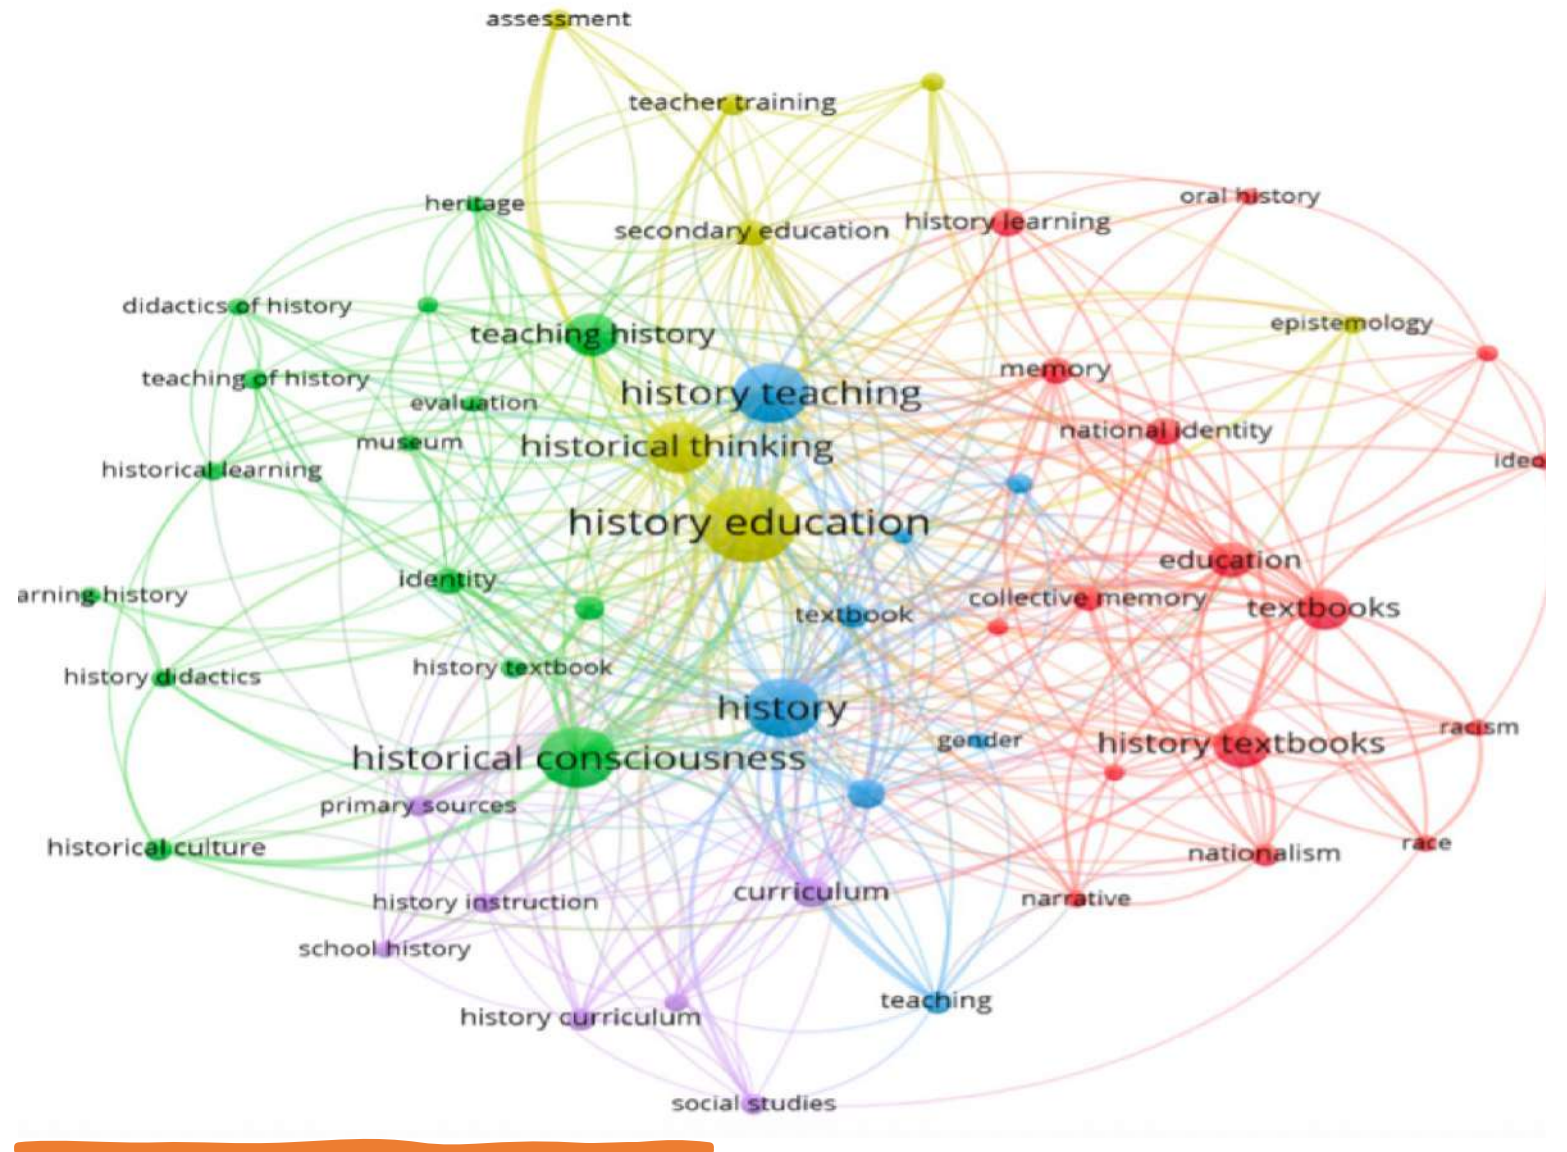 assessment
teacher training
heritage
oral history
history learning
secondary education
didactics of history
epistemology
teaching history
memory
teaching of history
history teaching
evaluation
national identity
museum
historical thinking
ideo
historical learning
history education
education
identity
arning history
collective memory
textbooks
textbook
history textbook
history didactics
history
racism
gender
history textbooks
historical consciousness
primary sources
race
historical culture
nationalism
curriculum
narrative
history instruction
school history
teaching
history curriculum
social studies